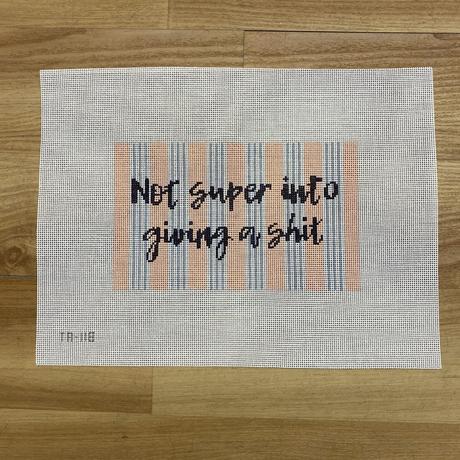 Not super into
giving a shit
TA-118